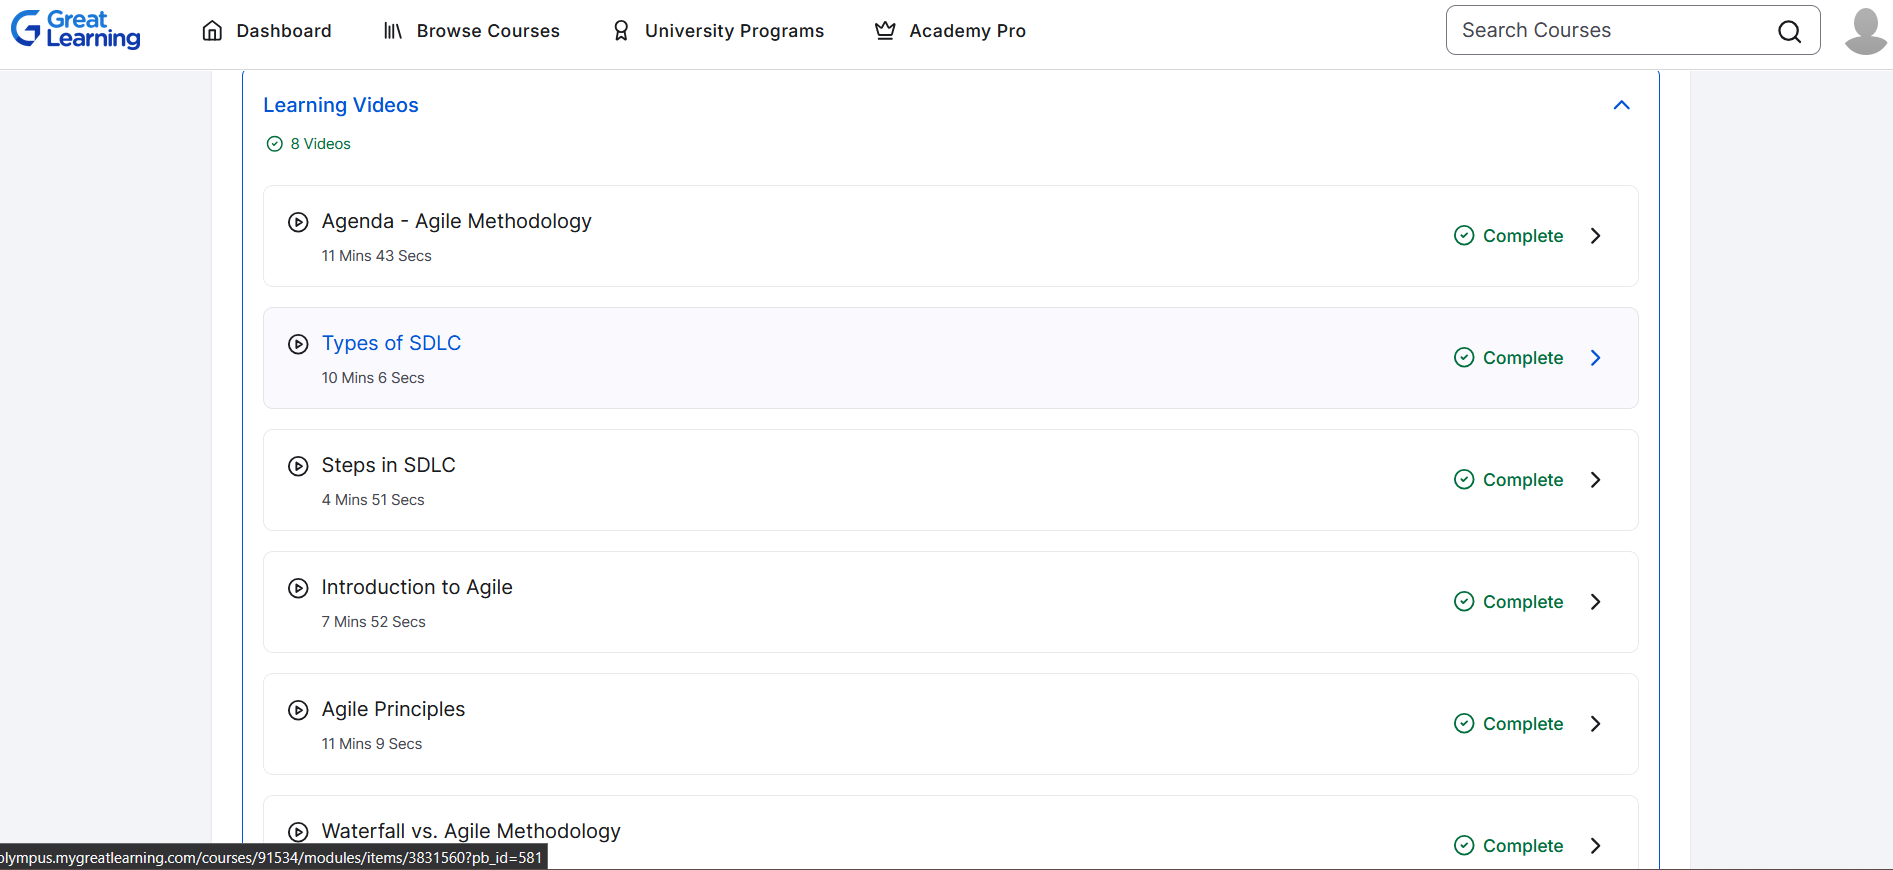 Great Learning
Dashboard
Browse Courses
University Programs
Academy Pro
Search Courses
Learning Videos
8 Videos
Agenda - Agile Methodology
11 Mins 43 Secs
Complete
Types of SDLC
10 Mins 6 Secs
Complete
Steps in SDLC
4 Mins 51 Secs
Complete
Introduction to Agile
7 Mins 52 Secs
Complete
Agile Principles
11 Mins 9 Secs
Complete
Waterfall vs. Agile Methodology
Complete
olympus.mygreatlearning.com/courses/91534/modules/items/3831560?pb_id=581